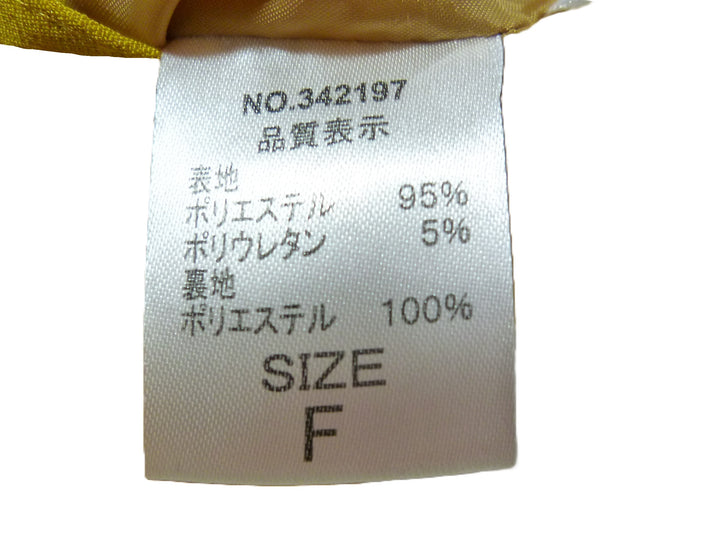 NO.342197
品質表示
表地
ポリエステル 95%
ポリウレタン 5%
裏地
ポリエステル 100%
SIZE
F